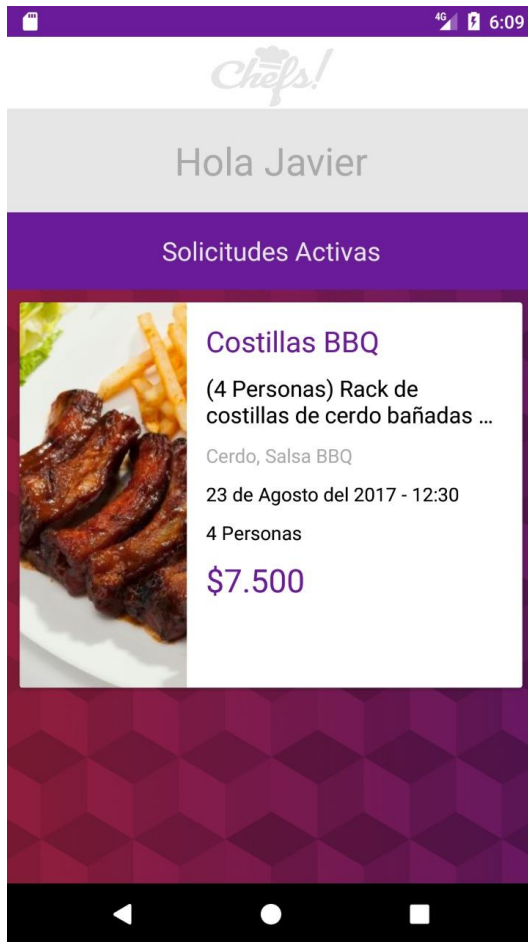 4G 6:09
Chefs!
Hola Javier
Solicitudes Activas
Costillas BBQ
(4 Personas) Rack de
costillas de cerdo bañadas ...
Cerdo, Salsa BBQ
23 de Agosto del 2017 - 12:30
4 Personas
$7.500